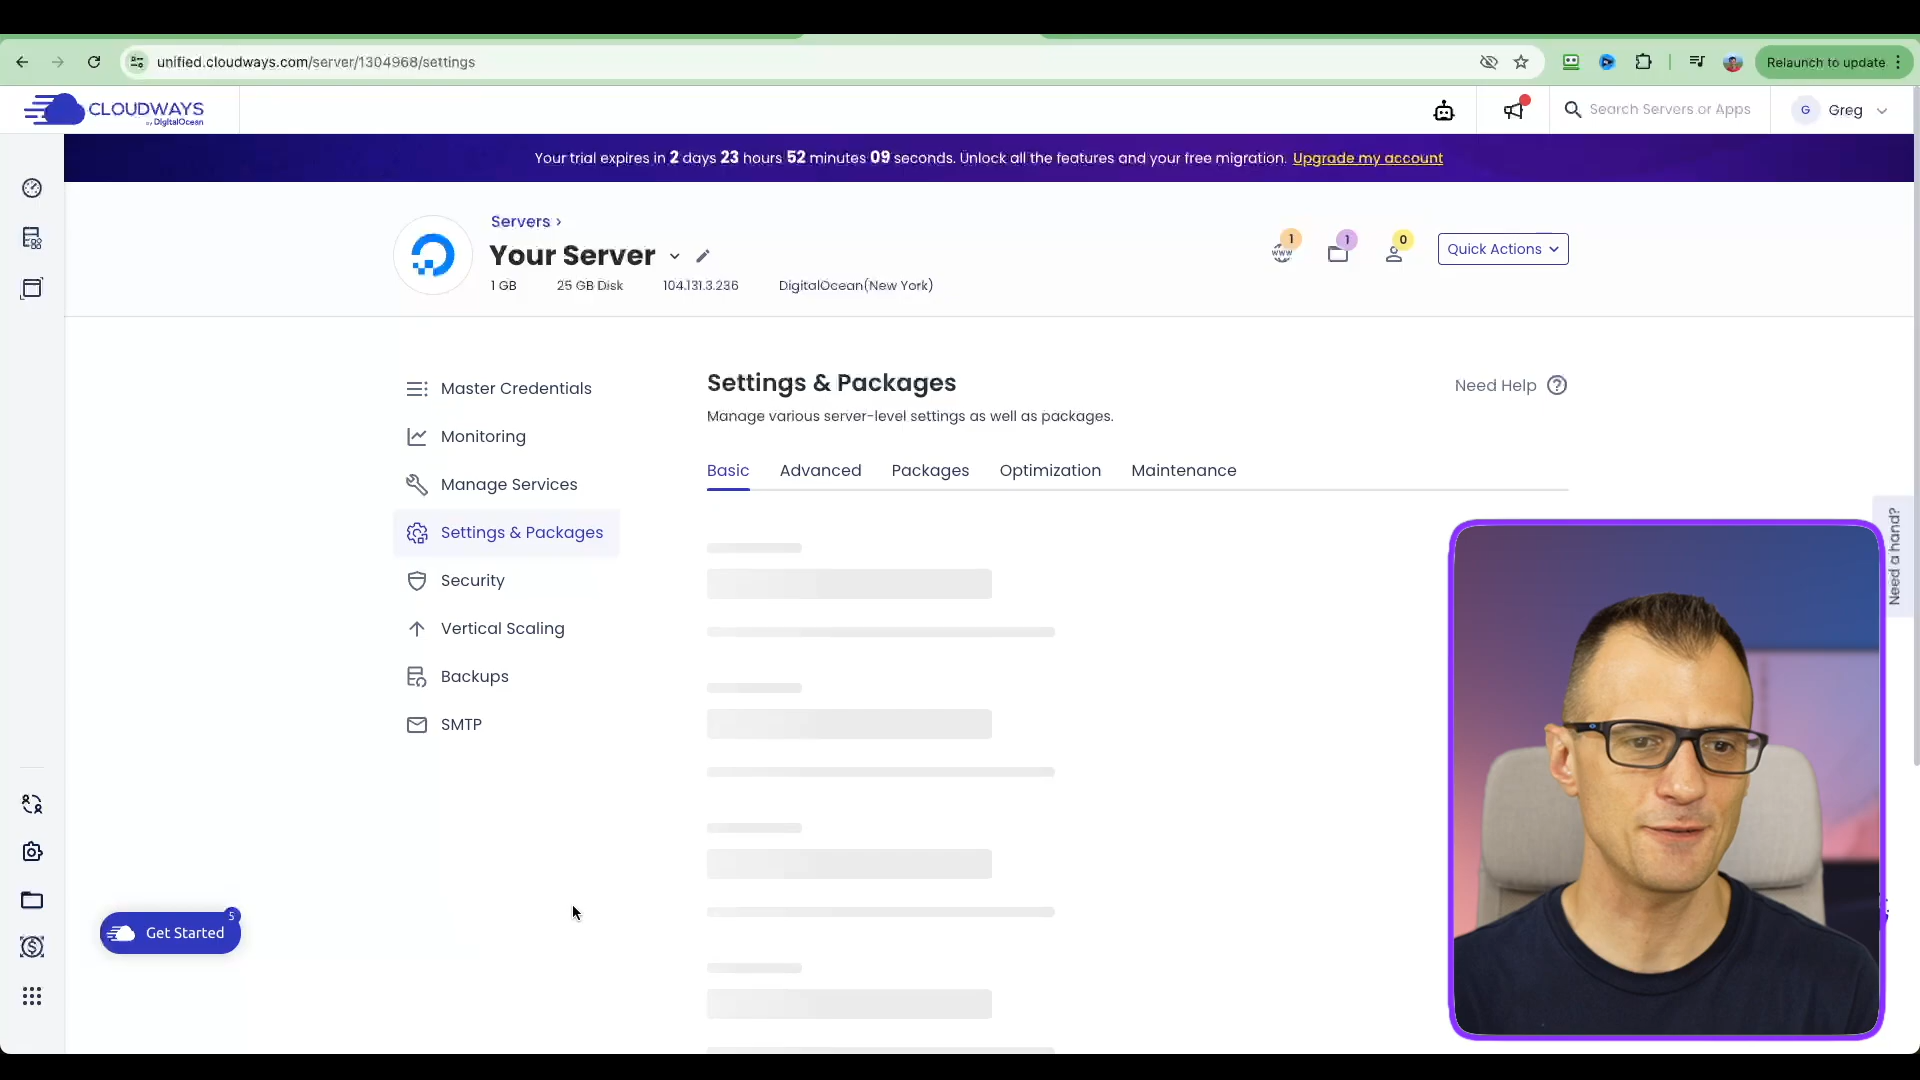 unified.cloudways.com/server/1304968/settings
Relaunch to update
CLOUDWAYS
by DigitalOcean
Search Servers or Apps
G Greg
Your trial expires in 2 days 23 hours 52 minutes 09 seconds. Unlock all the features and your free migration. Upgrade my account
Servers ›
Your Server
1 GB 25 GB Disk 104.131.3.236 DigitalOcean(New York)
1 1 0
Quick Actions
Master Credentials
Monitoring
Manage Services
Settings & Packages
Security
Vertical Scaling
Backups
SMTP
Settings & Packages
Need Help
Manage various server-level settings as well as packages.
Basic Advanced Packages Optimization Maintenance
Need a hand?
Get Started
5